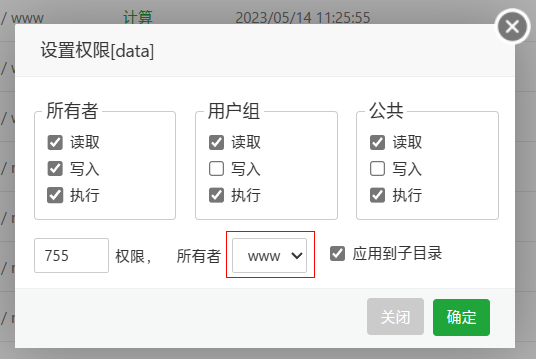 / www 计算 2023/05/14 11:25:55
设置权限[data]
所有者
读取
写入
执行
用户组
读取
写入
执行
公共
读取
写入
执行
755 权限， 所有者 www 应用到子目录
关闭 确定